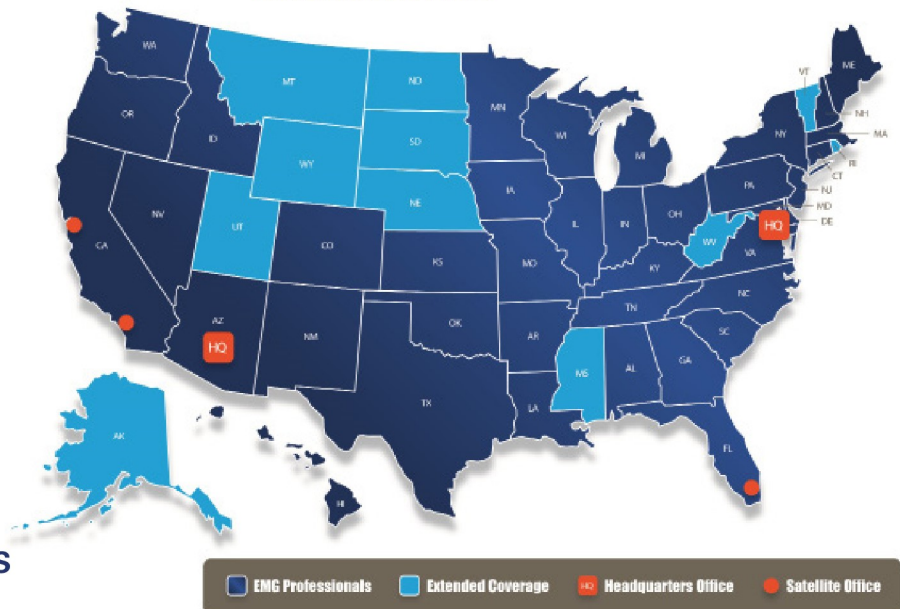 WA
MT
ND
MN
VT
ME
OR
ID
SD
WI
MI
NY
NH
MA
WY
RI
CT
IA
PA
NJ
NE
MD
NV
UT
IL
IN
OH
HQ
DE
CA
CO
WV
VA
KS
MO
KY
NC
TN
AZ
OK
AR
SC
HQ
NM
MS
AL
GA
TX
LA
AK
FL
HI
S
EMG Professionals
Extended Coverage
HQ Headquarters Office
Satellite Office